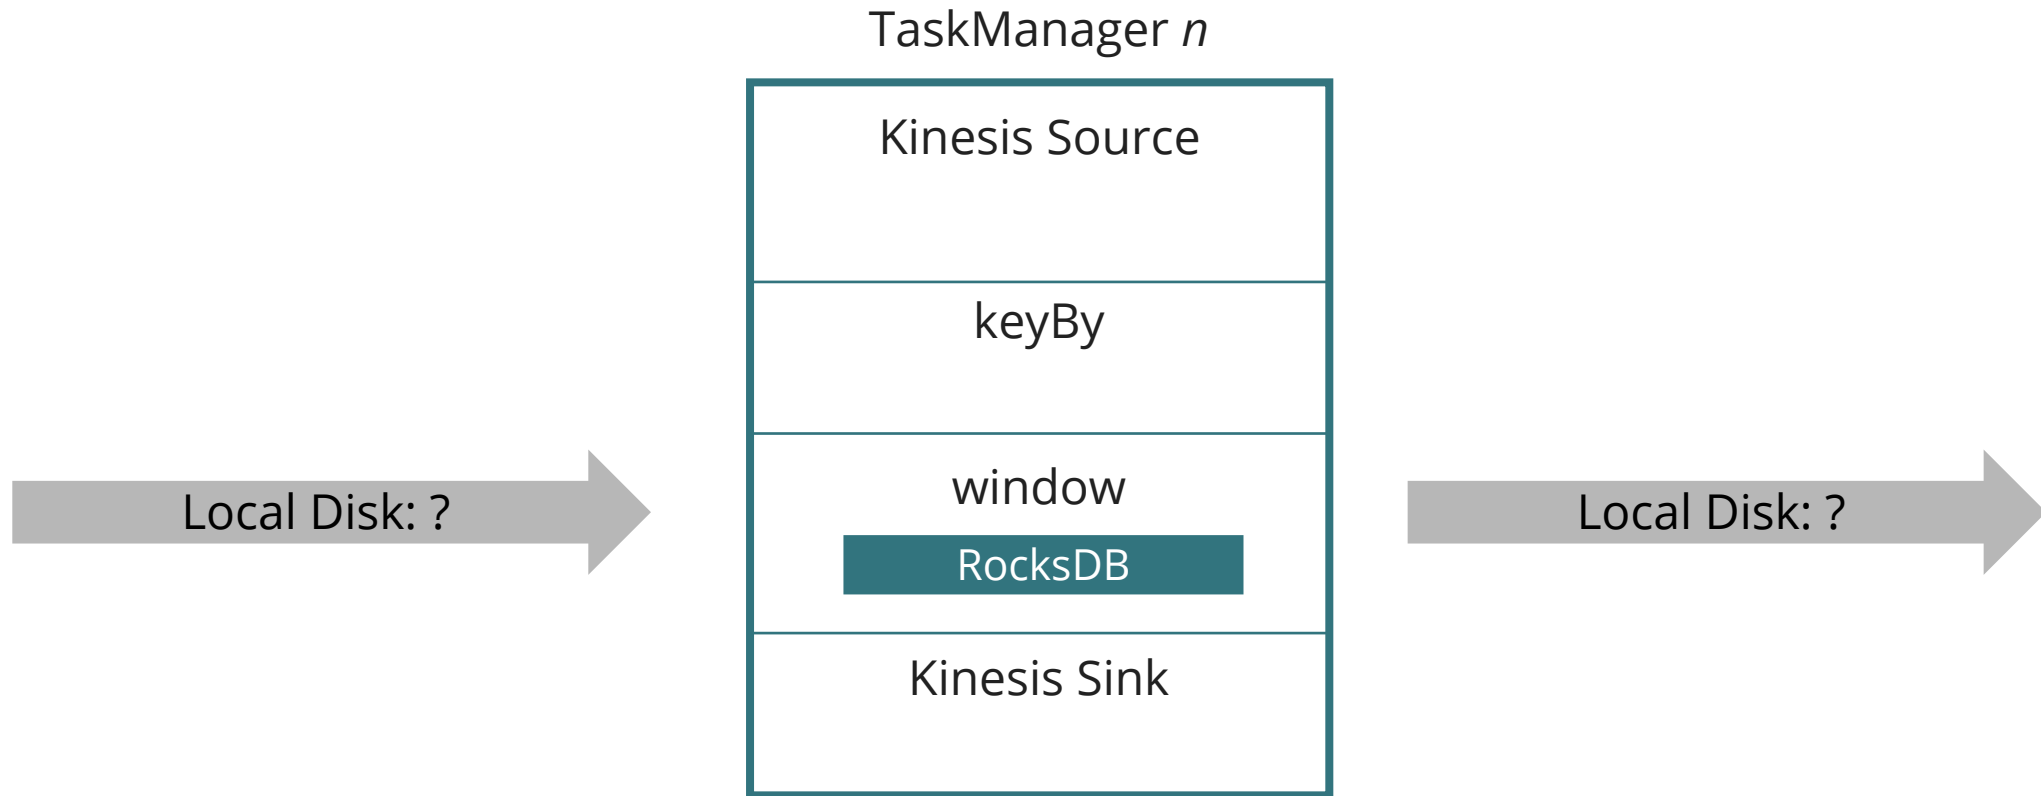 TaskManager n
Kinesis Source
keyBy
window
Local Disk: ?
Local Disk: ?
RocksDB
Kinesis Sink